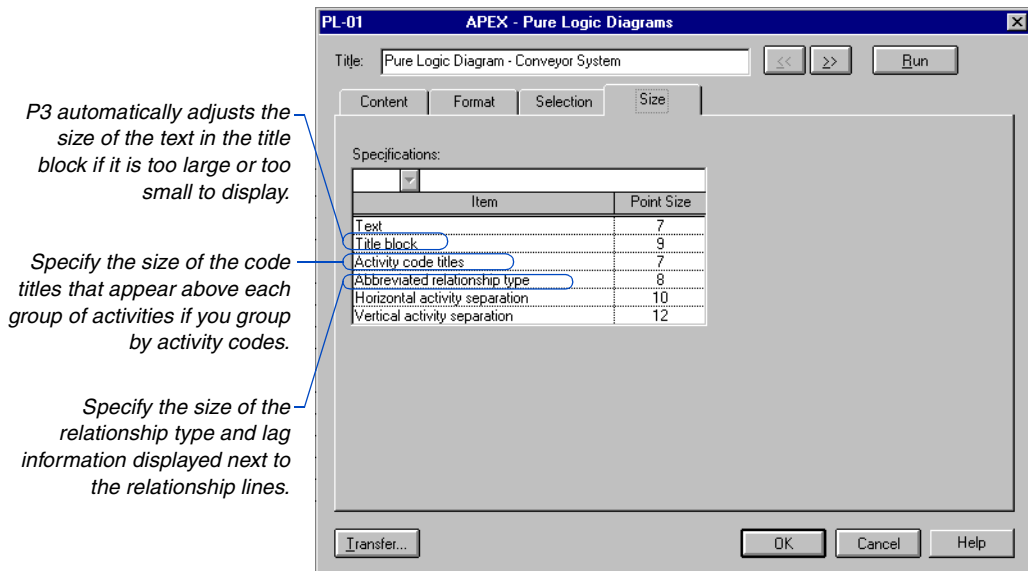 PL-01 APEX - Pure Logic Diagrams
Title: Pure Logic Diagram - Conveyor System << >> Run
Content Format Selection Size
P3 automatically adjusts the
size of the text in the title
block if it is too large or too
small to display.
Specify the size of the code
titles that appear above each
group of activities if you group
by activity codes.
Specify the size of the
relationship type and lag
information displayed next to
the relationship lines.
Specifications:
Item Point Size
Text 7
Title block 9
Activity code titles 7
Abbreviated relationship type 8
Horizontal activity separation 10
Vertical activity separation 12
Transfer... OK Cancel Help